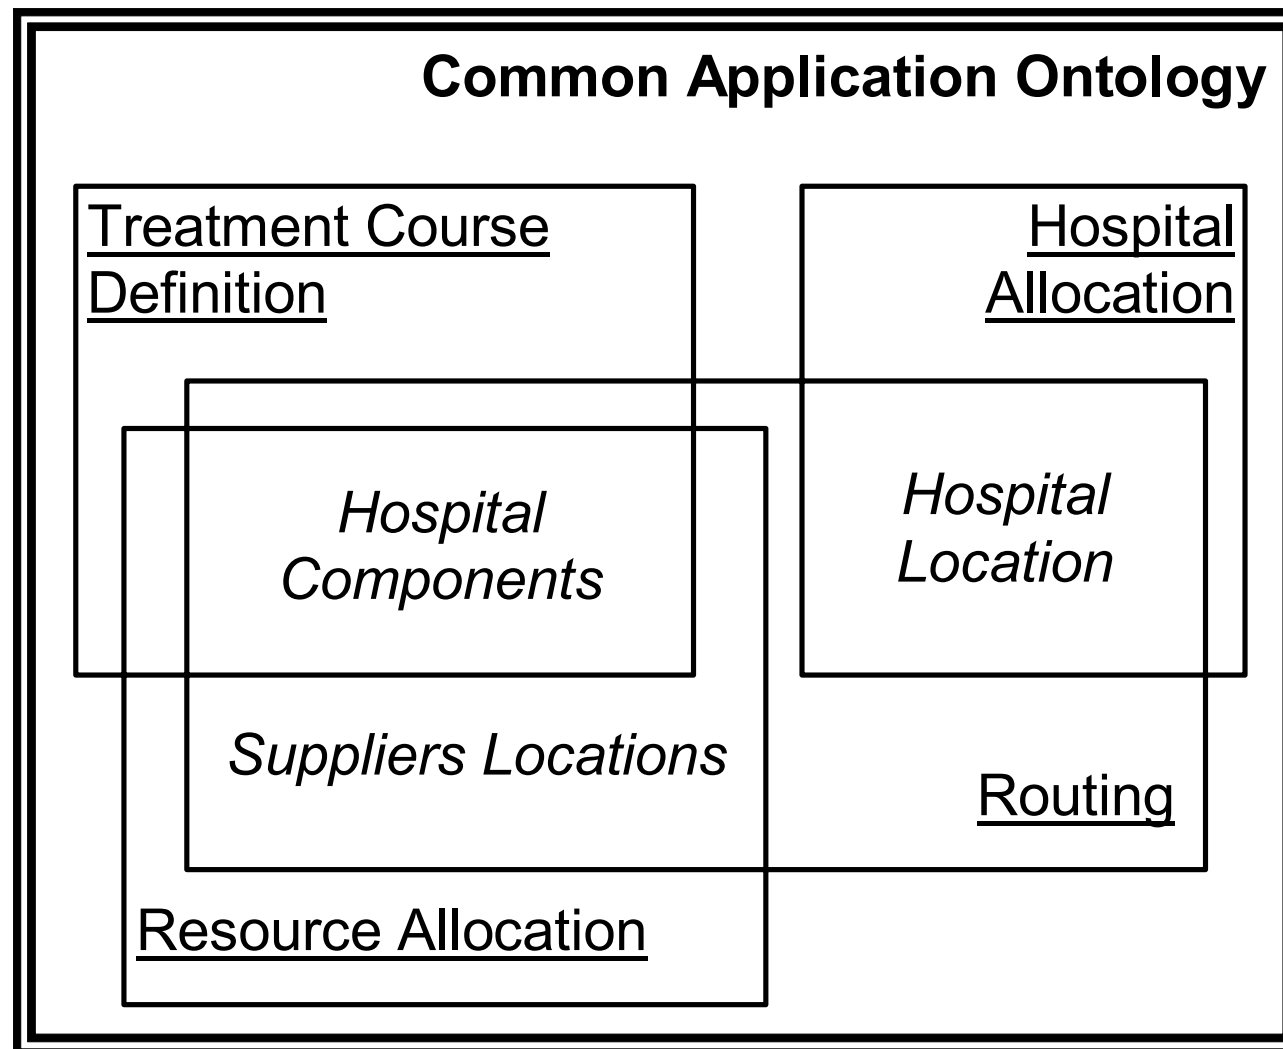 Common Application Ontology
Treatment Course
Definition
Hospital
Allocation
Hospital
Components
Hospital
Location
Suppliers Locations
Routing
Resource Allocation